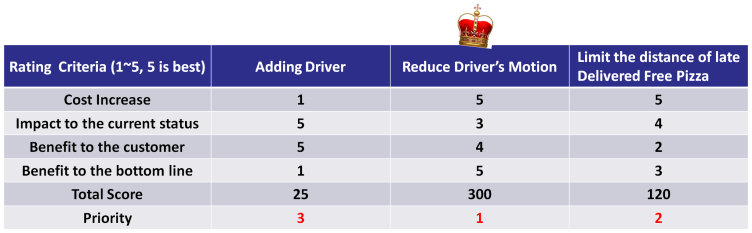 Rating Criteria (1~5, 5 is best) Adding Driver Reduce Driver's Motion Limit the distance of late
Delivered Free Pizza
Cost Increase 1 5 5
Impact to the current status 5 3 4
Benefit to the customer 5 4 2
Benefit to the bottom line 1 5 3
Total Score 25 300 120
Priority 3 1 2